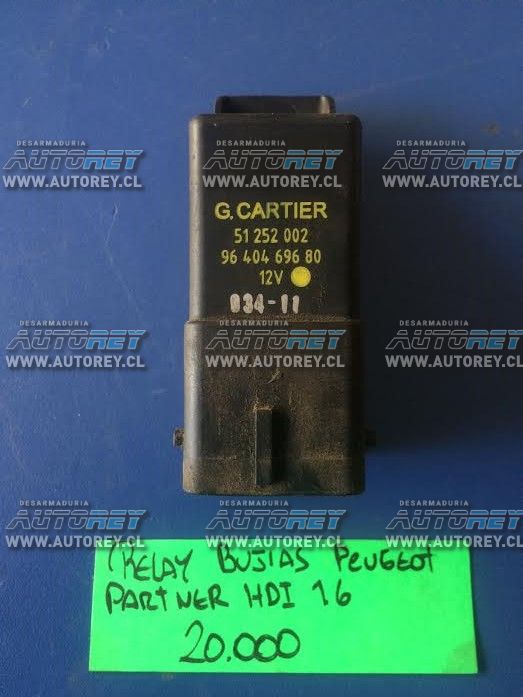 DESARMADURIA DESARMADURIA DESARMADURIA
AUTOREY AUTOREY AUTOREY
WWW.AUTOREY.CL WWW.AUTOREY.CL WWW.AUTOREY.CL
G.CARTIER
51 252 002
96 404 696 80
12V
034-11
DESARMADURIA DESARMADURIA DESARMADURIA
AUTOREY AUTOREY AUTOREY
WWW.AUTOREY.CL WWW.AUTOREY.CL WWW.AUTOREY.CL
DESARMADURIA DESARMADURIA DESARMADURIA
AUTOREY AUTOREY AUTOREY
WWW.AUTOREY.CL WWW.AUTOREY.CL WWW.AUTOREY.CL
RELAY BUJIAS PEUGEOT
PARTNER HDI 16
20.000